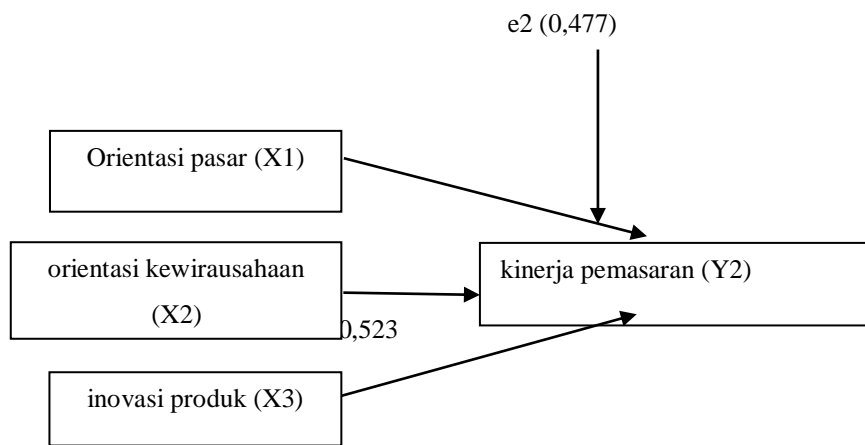 e2 (0,477)
Orientasi pasar (X1)
orientasi kewirausahaan
(X2)
kinerja pemasaran (Y2)
0,523
inovasi produk (X3)